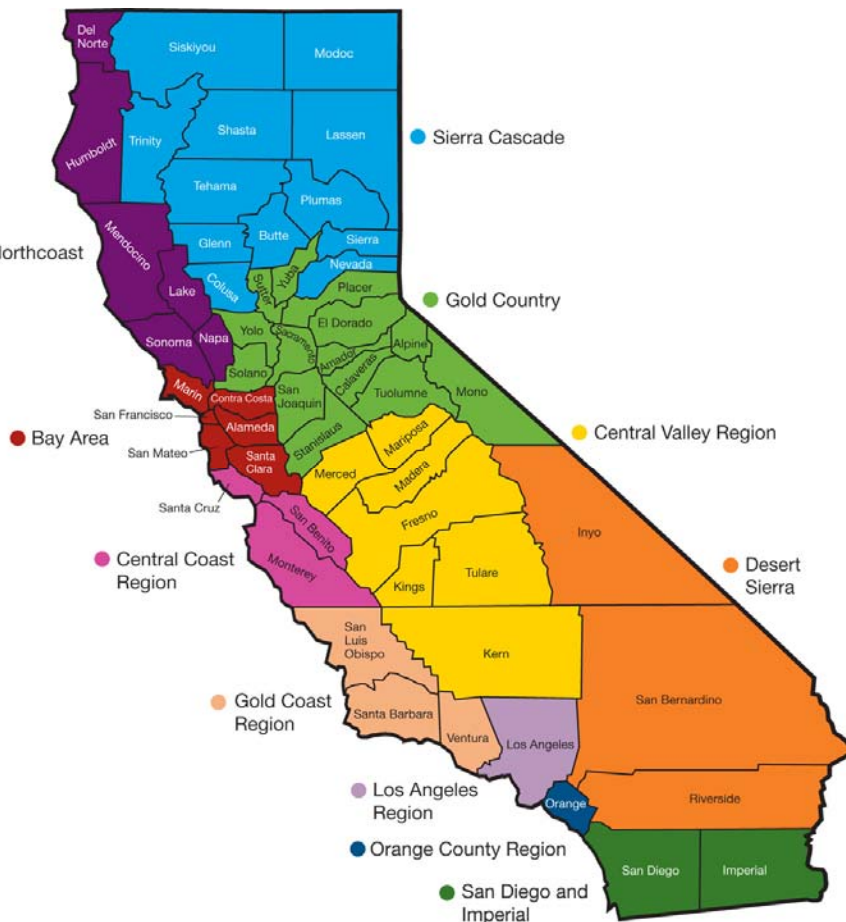 Del
Norte
Siskiyou
Modoc
Humboldt
Trinity
Shasta
Lassen
Sierra Cascade
Tehama
Plumas
Mendocino
Glenn
Butte
Sierra
orthcoast
Nevada
Colusa
Lake
Sutter
Yuba
Placer
Gold Country
Sonoma
Napa
Yolo
Sacramento
El Dorado
Solano
Amador
Alpine
Calaveras
Marin
Contra Costa
San
Joaquin
Tuolumne
Mono
San Francisco
Alameda
Stanislaus
Bay Area
Mariposa
Central Valley Region
San Mateo
Santa
Clara
Merced
Madera
Santa Cruz
San Benito
Fresno
Inyo
Central Coast
Region
Monterey
Kings
Tulare
Desert
Sierra
San
Luis
Obispo
Kern
Gold Coast
Region
Santa Barbara
Ventura
Los Angeles
San Bernardino
Los Angeles
Region
Orange
Riverside
Orange County Region
San Diego
Imperial
San Diego and
Imperial